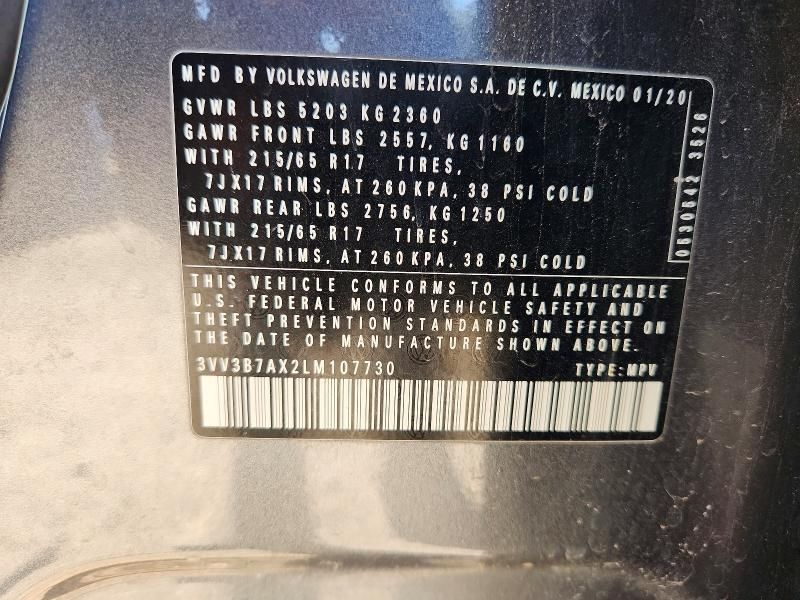 MFD BY VOLKSWAGEN DE MEXICO S.A. DE C.V. MEXICO 01/20
GVWR LBS 5203 KG 2360
GAWR FRONT LBS 2557, KG 1160
WITH 215/65 R17 TIRES,
7JX17 RIMS, AT 260 KPA, 38 PSI COLD
GAWR REAR LBS 2756, KG 1250
WITH 215/65 R17 TIRES,
7JX17 RIMS, AT 260 KPA, 38 PSI COLD
0630642 3526
THIS VEHICLE CONFORMS TO ALL APPLICABLE
U.S. FEDERAL MOTOR VEHICLE SAFETY AND
THEFT PREVENTION STANDARDS IN EFFECT ON
THE DATE OF MANUFACTURE SHOWN ABOVE.
3VV3B7AX2LM107730 TYPE: MPV